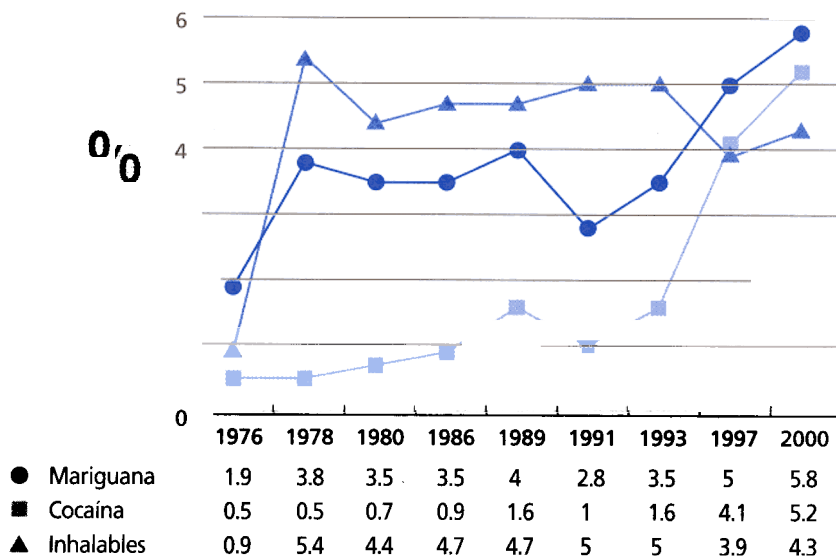 6
5
%
4
0
1976 1978 1980 1986 1989 1991 1993 1997 2000
Mariguana 1.9 3.8 3.5 3.5 4 2.8 3.5 5 5.8
Cocaína 0.5 0.5 0.7 0.9 1.6 1 1.6 4.1 5.2
Inhalables 0.9 5.4 4.4 4.7 4.7 5 5 3.9 4.3